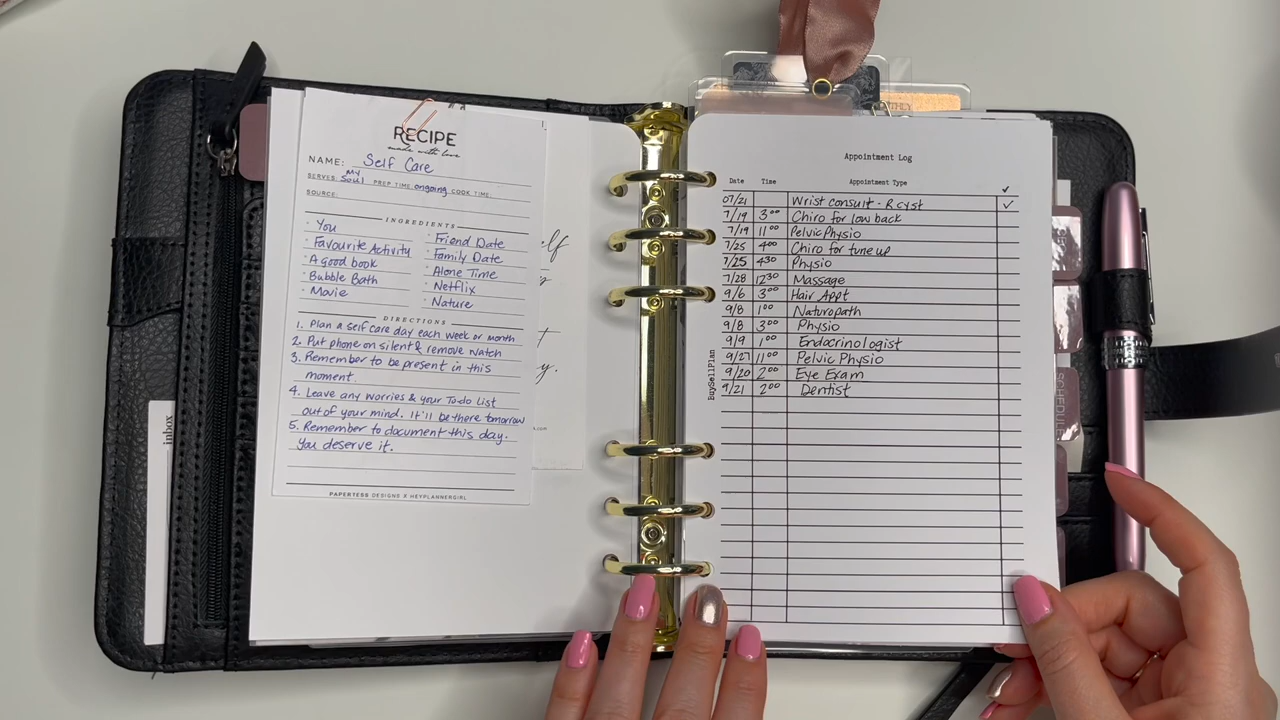 RECIPE
made with love
NAME: Self Care
SERVES: my Soul PREP TIME: ongoing COOK TIME:
SOURCE:
INGREDIENTS
You
Favourite Activity
A good book
Bubble Bath
Movie
Friend Date
Family Date
Alone Time
Netflix
Nature
DIRECTIONS
1. Plan a self care day each week or month
2. Put phone on silent & remove watch
3. Remember to be present in this
moment.
4. Leave any worries & your To do List
out of your mind. It'll be there tomorrow
5. Remember to document this day.
You deserve it.
PAPERTESS DESIGNS X HEYPLANNERGIRL
inbox
Appointment Log
Date Time Appointment Type ✓
07/21 Wrist consult - R cyst ✓
7/19 3:00 Chiro for low back
7/19 11:00 Pelvic Physio
7/25 4:00 Chiro for tune up
7/25 4:30 Physio
7/28 12:30 Massage
9/6 3:00 Hair Appt
9/8 1:00 Naturopath
9/8 3:00 Physio
9/9 1:00 Endocrinologist
9/27 11:00 Pelvic Physio
9/20 2:00 Eye Exam
9/21 2:00 Dentist
EqySellPlan
SCHEDULE